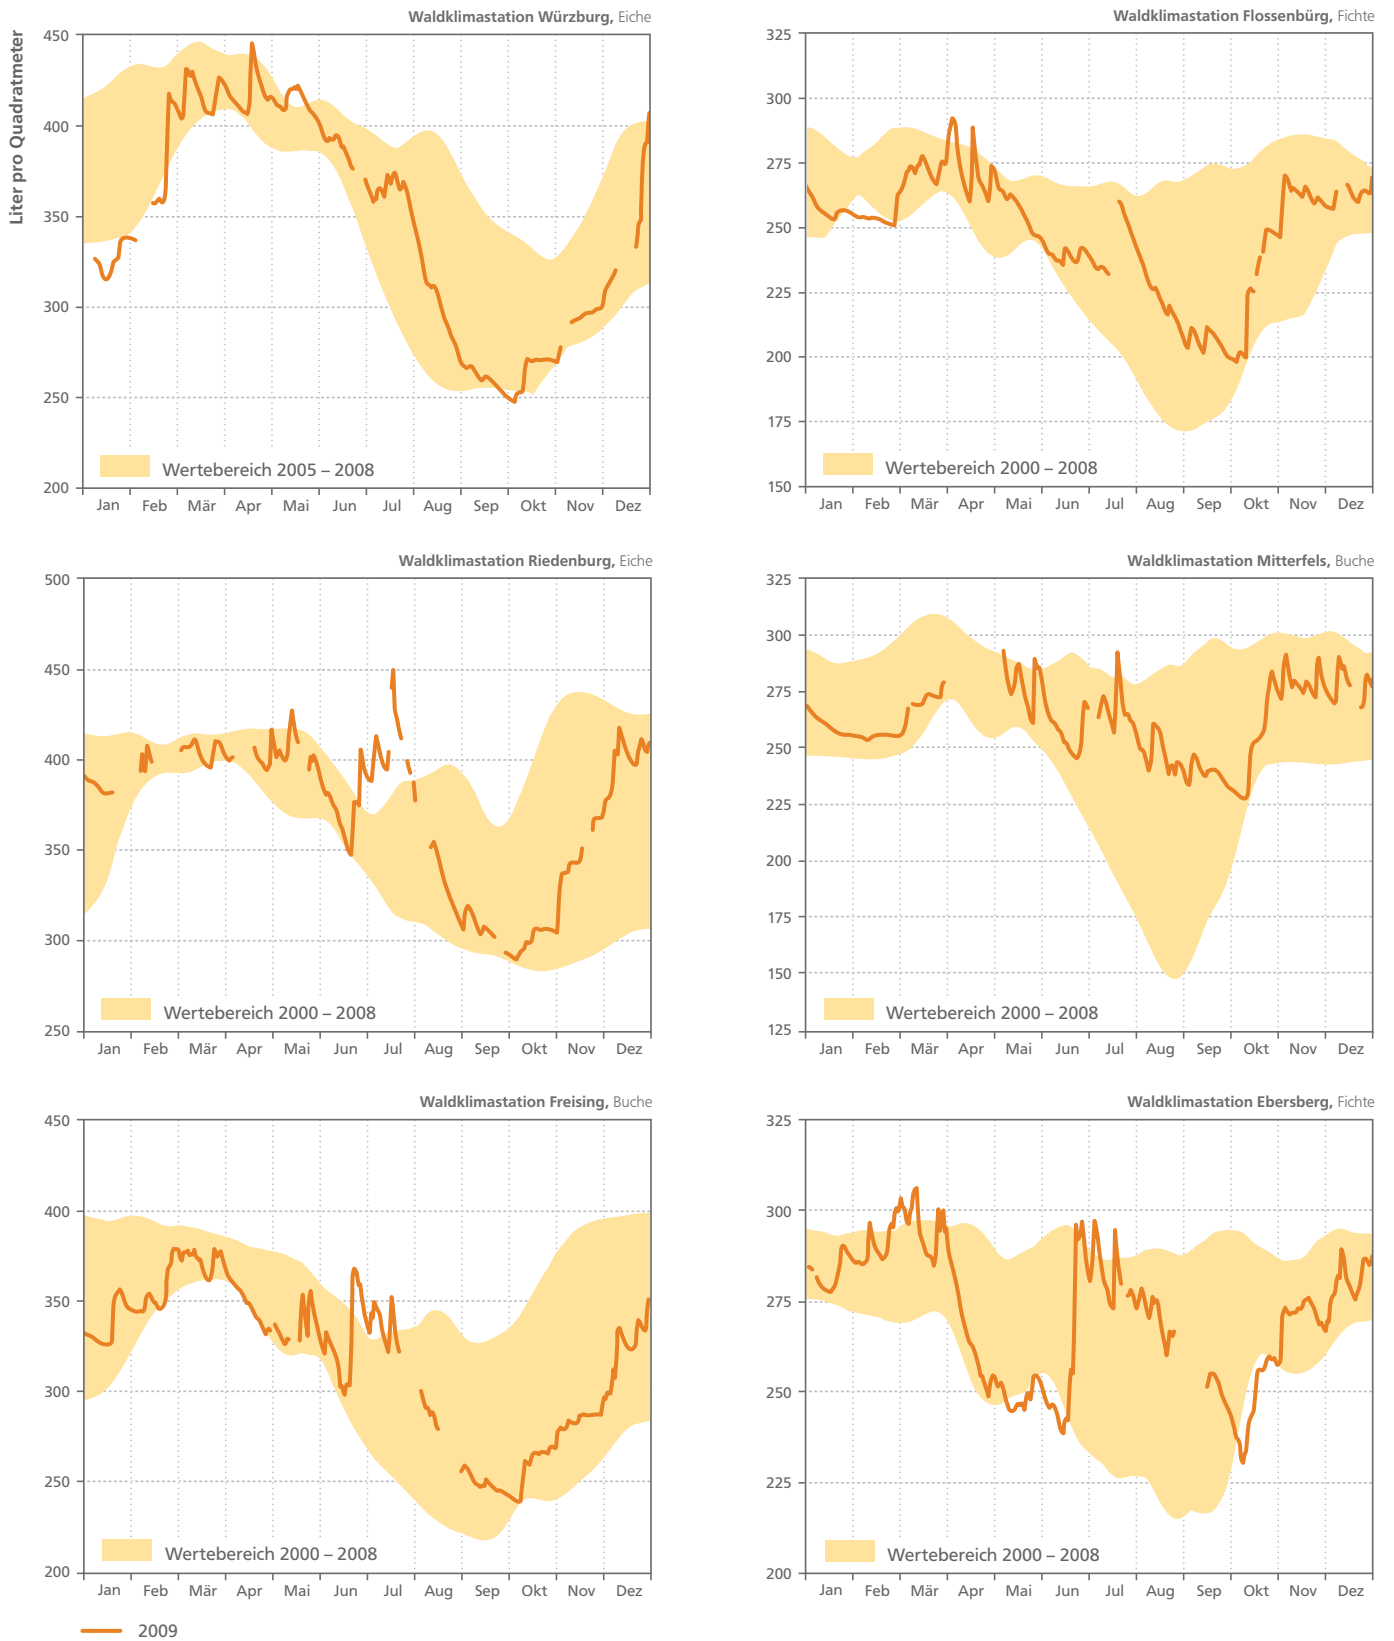 Liter pro Quadratmeter
Waldklimastation Würzburg, Eiche
450
400
350
300
250
200
Wertebereich 2005 – 2008
Jan Feb Mär Apr Mai Jun Jul Aug Sep Okt Nov Dez
Waldklimastation Flossenbürg, Fichte
325
300
275
250
225
200
175
150
Wertebereich 2000 – 2008
Jan Feb Mär Apr Mai Jun Jul Aug Sep Okt Nov Dez
Waldklimastation Riedenburg, Eiche
500
450
400
350
300
250
Wertebereich 2000 – 2008
Jan Feb Mär Apr Mai Jun Jul Aug Sep Okt Nov Dez
Waldklimastation Mitterfels, Buche
325
300
275
250
225
200
175
150
125
Wertebereich 2000 – 2008
Jan Feb Mär Apr Mai Jun Jul Aug Sep Okt Nov Dez
Waldklimastation Freising, Buche
450
400
350
300
250
200
Wertebereich 2000 – 2008
Jan Feb Mär Apr Mai Jun Jul Aug Sep Okt Nov Dez
Waldklimastation Ebersberg, Fichte
325
300
275
250
225
200
Wertebereich 2000 – 2008
Jan Feb Mär Apr Mai Jun Jul Aug Sep Okt Nov Dez
2009